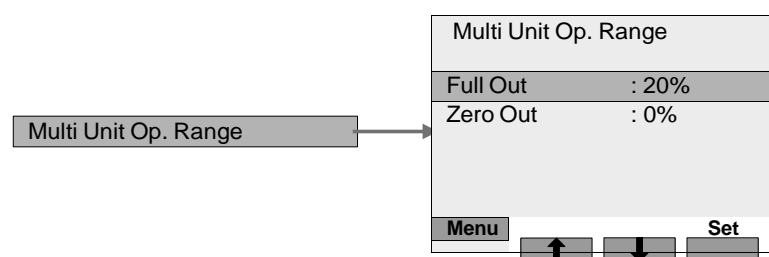 Multi Unit Op. Range
Multi Unit Op. Range
Full Out : 20%
Zero Out : 0%
Menu Set